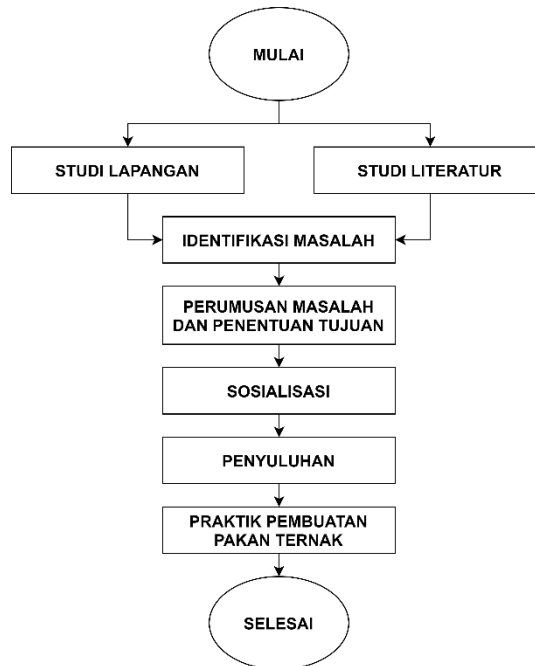 MULAI
STUDI LAPANGAN
STUDI LITERATUR
IDENTIFIKASI MASALAH
PERUMUSAN MASALAH
DAN PENENTUAN TUJUAN
SOSIALISASI
PENYULUHAN
PRAKTIK PEMBUATAN
PAKAN TERNAK
SELESAI